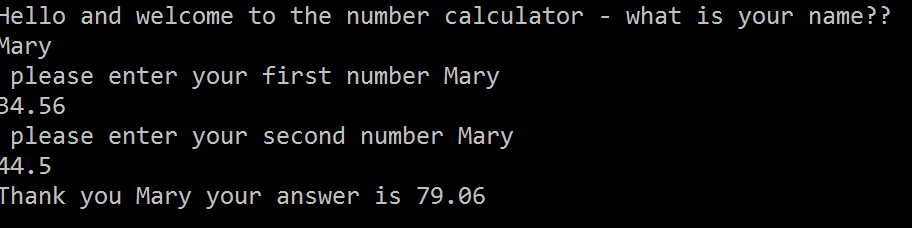 Hello and welcome to the number calculator - what is your name??
Mary
please enter your first number Mary
34.56
please enter your second number Mary
44.5
Thank you Mary your answer is 79.06